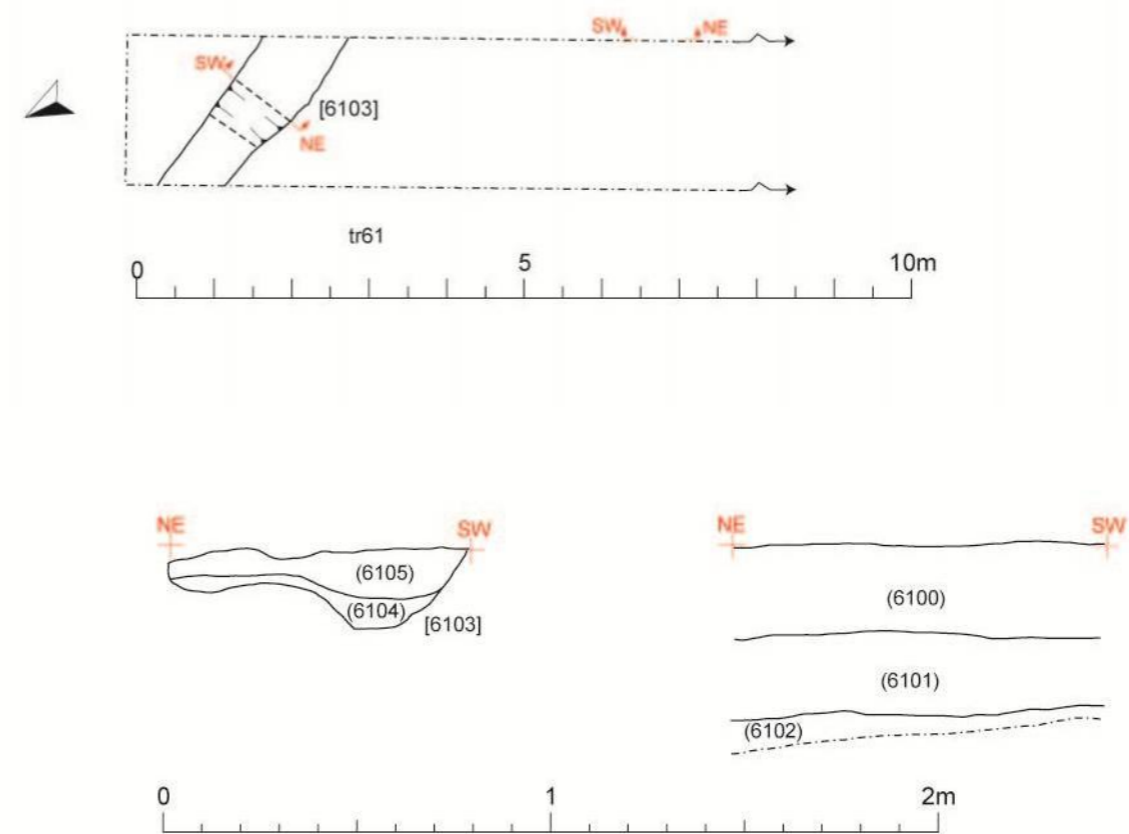 SW NE
SW
[6103]
NE
tr61
0 5 10m
NE SW NE SW
(6105)
(6100)
(6104) [6103]
(6101)
(6102)
0 1 2m